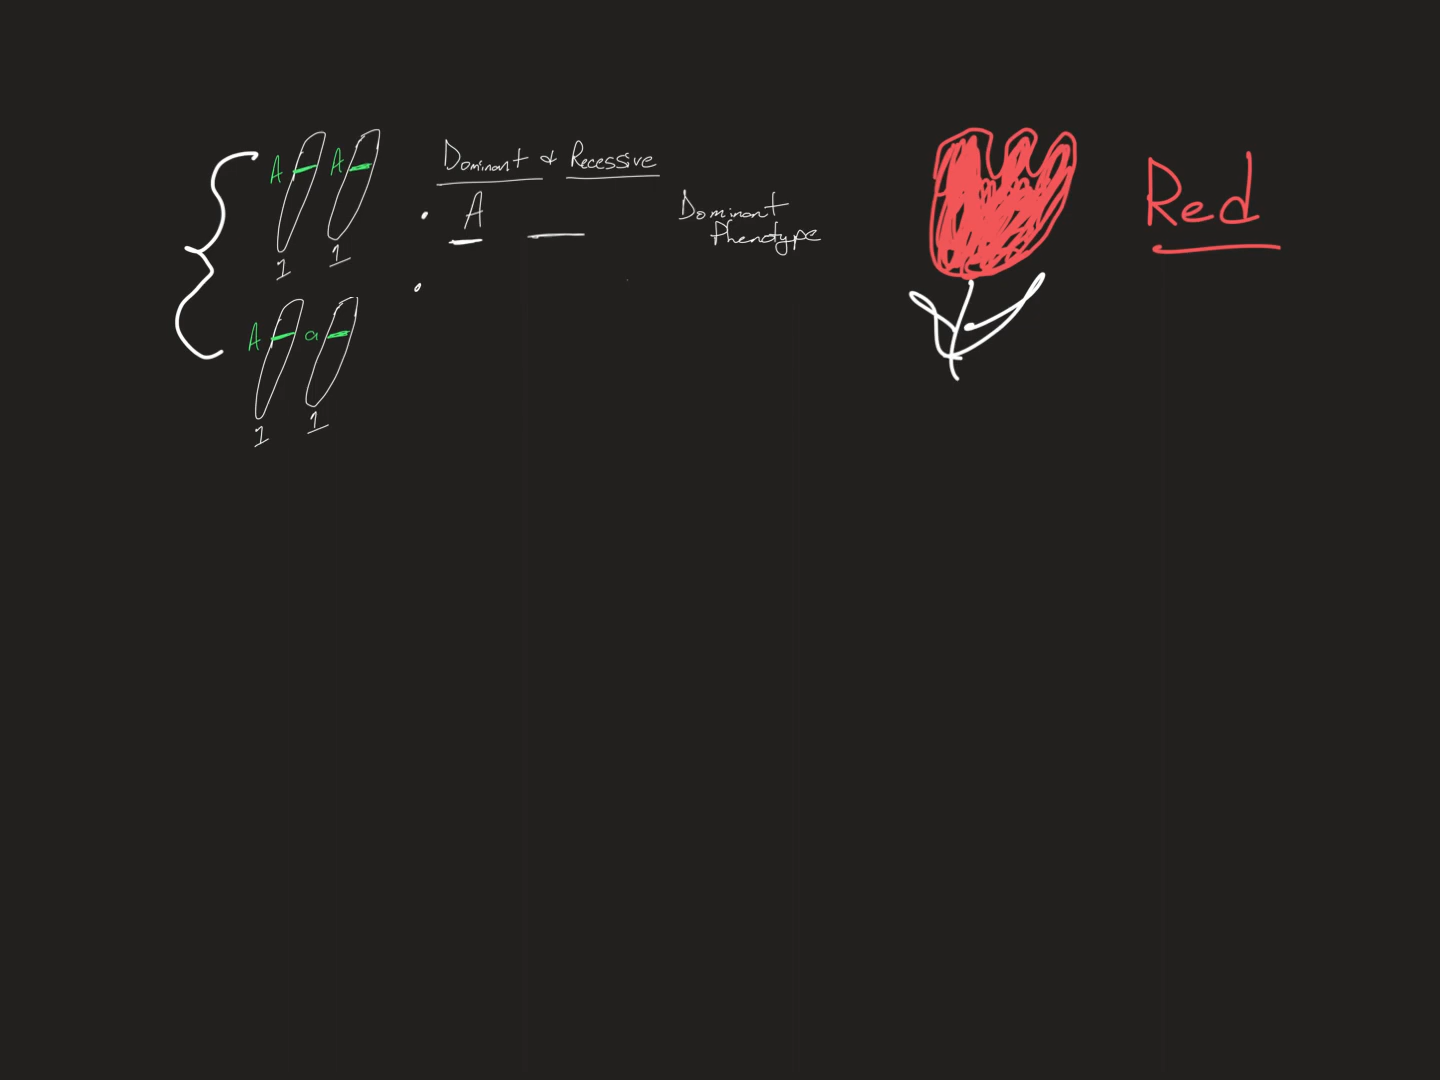 A A
1 1
A a
1 1
Dominant & Recessive
A
Dominant
Phenotype
Red